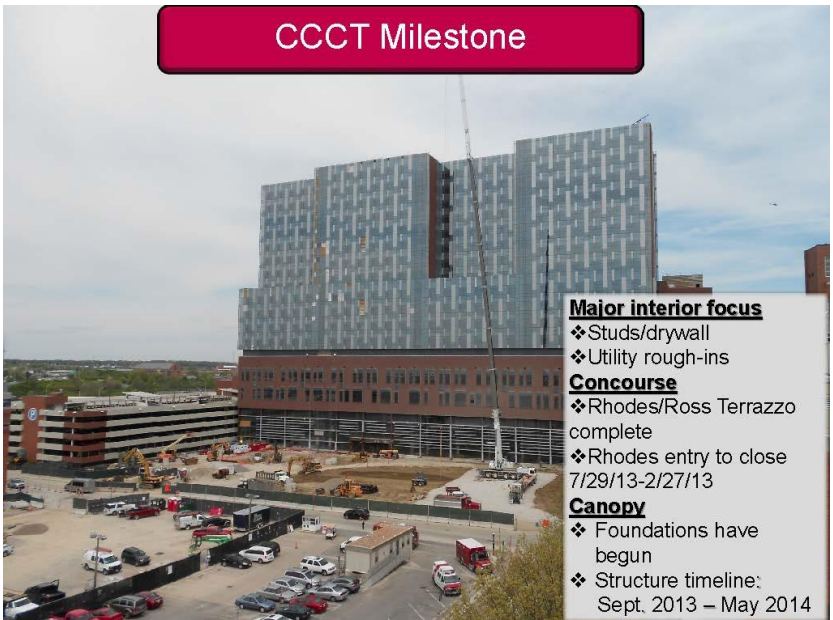 CCCT Milestone
Major interior focus
❖Studs/drywall
❖Utility rough-ins
Concourse
❖Rhodes/Ross Terrazzo
complete
❖Rhodes entry to close
7/29/13-2/27/13
Canopy
❖ Foundations have
begun
❖ Structure timeline:
Sept. 2013 – May 2014